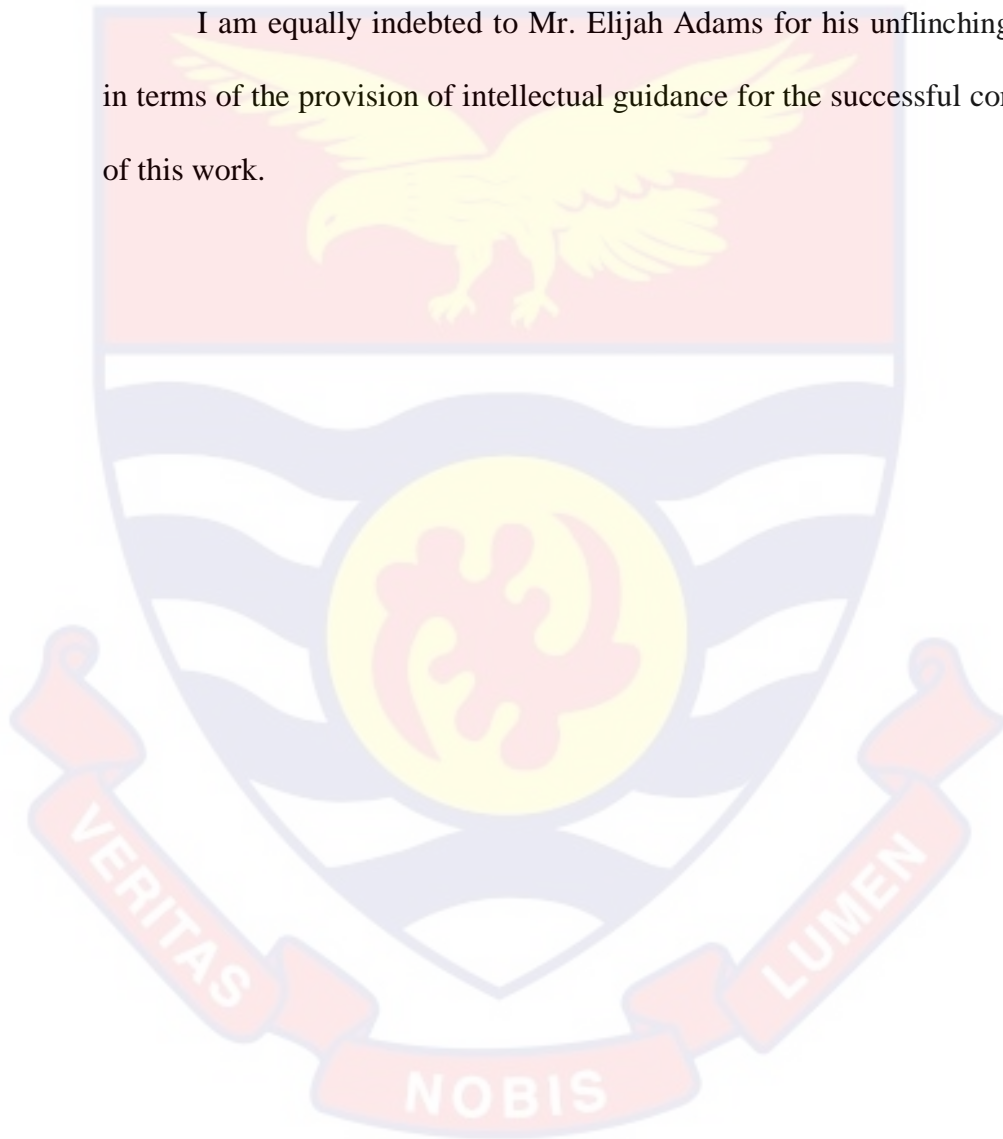 I am equally indebted to Mr. Elijah Adams for his unflinching
in terms of the provision of intellectual guidance for the successful
of this work.
VERITAS
NOBIS
LUMEN